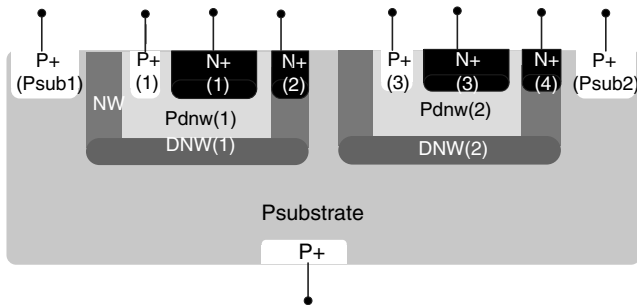 P+ P+ N+ N+ P+ N+ N+ P+
(Psub1) (1) (1) (2) (3) (3) (4) (Psub2)
NW
Pdnw(1) Pdnw(2)
DNW(1) DNW(2)
Psubstrate
P+